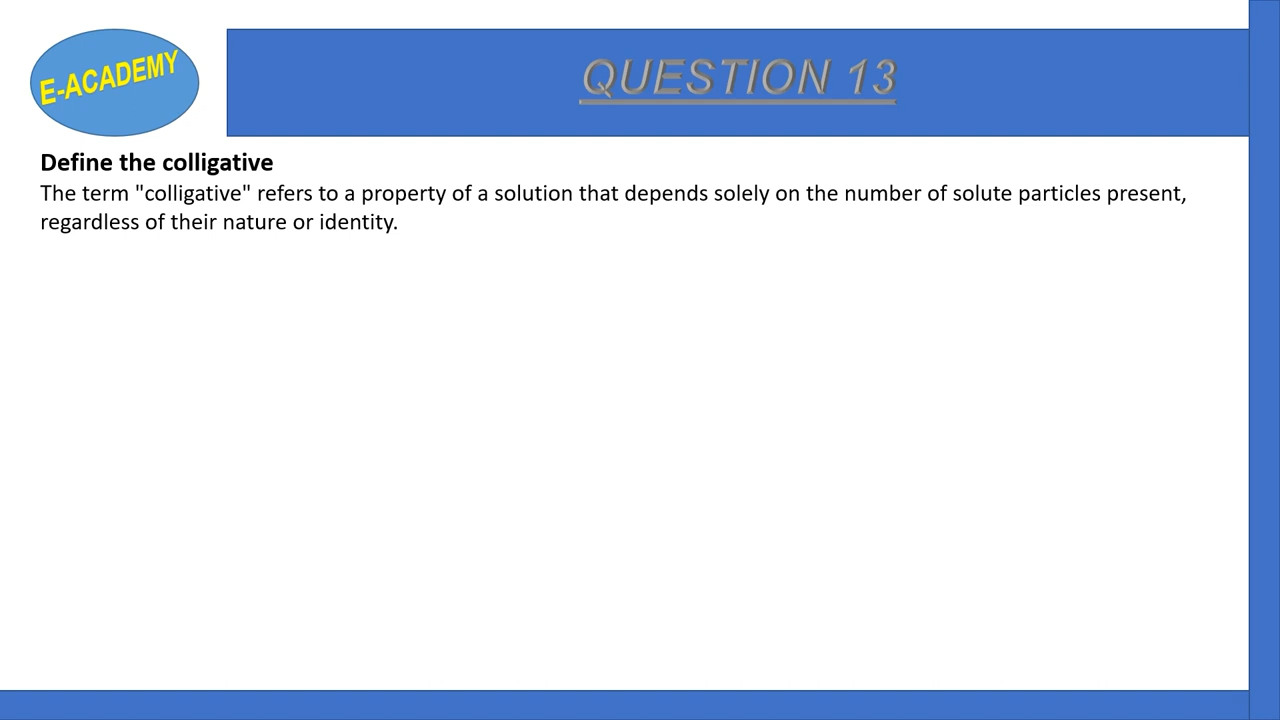 E-ACADEMY
QUESTION 13
Define the colligative
The term "colligative" refers to a property of a solution that depends solely on the number of solute particles present,
regardless of their nature or identity.